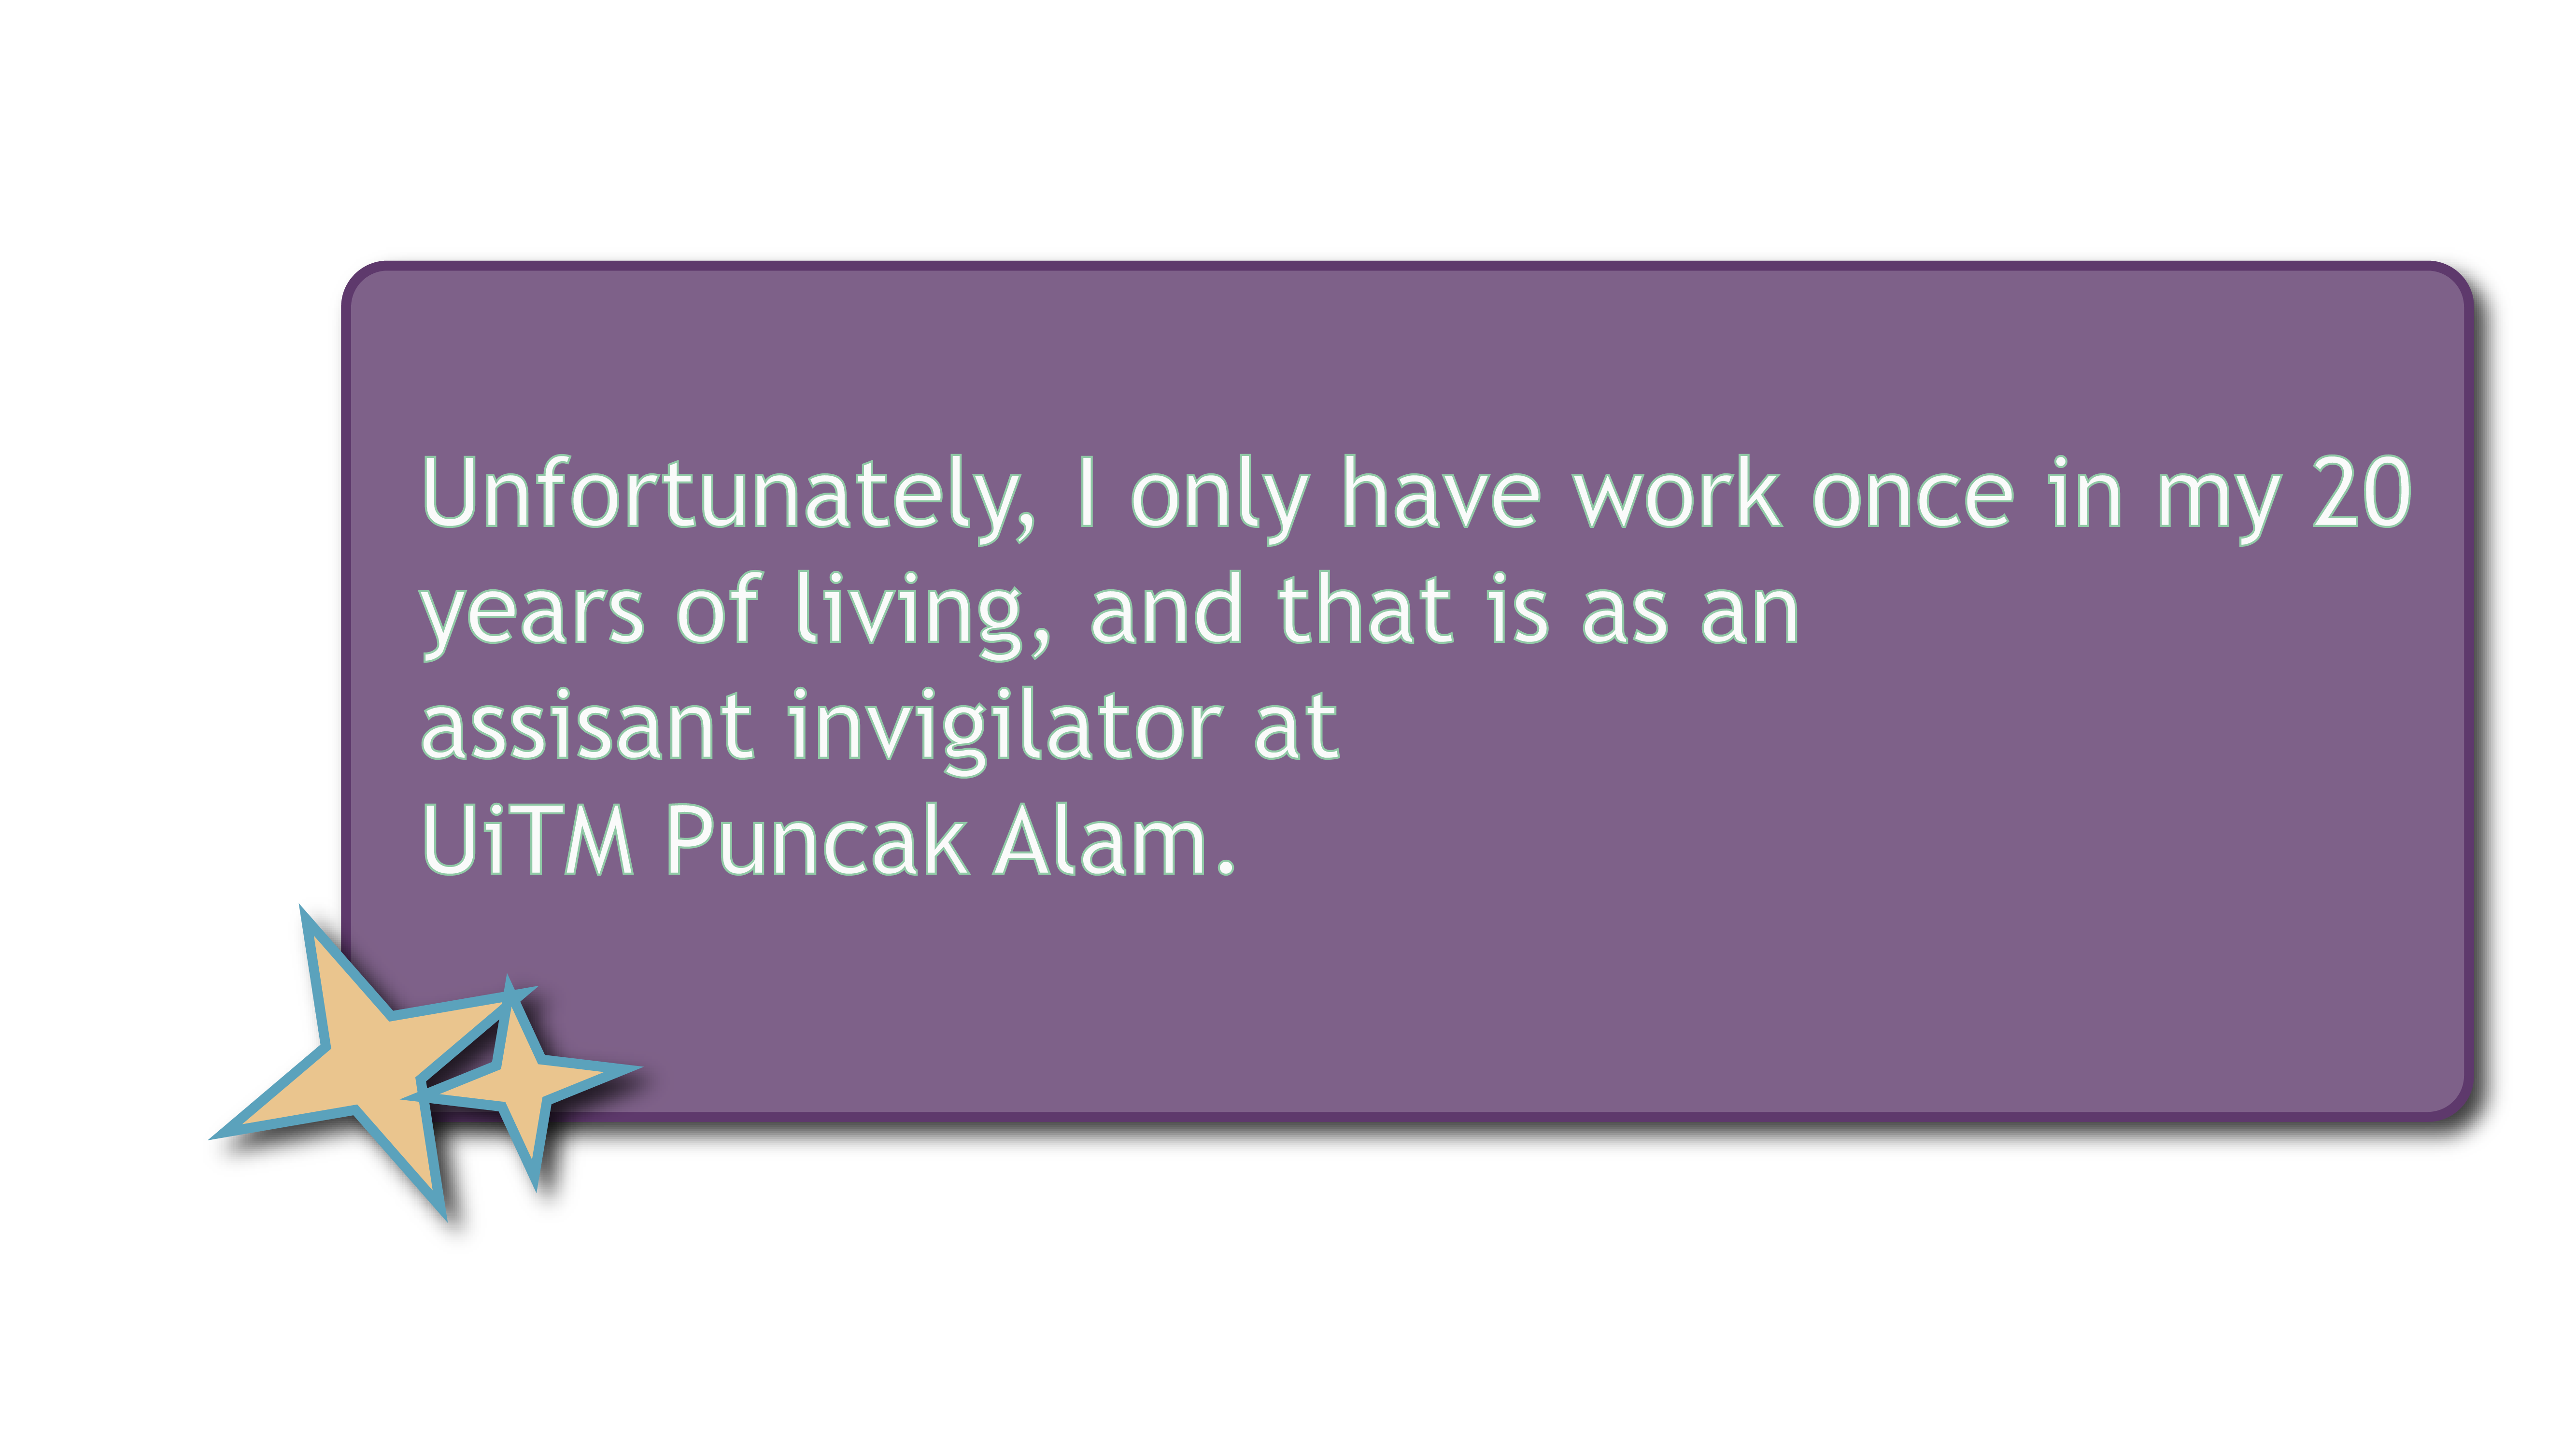 Unfortunately, I only have work once in my 20
years of living, and that is as an
assisant invigilator at
UiTM Puncak Alam.